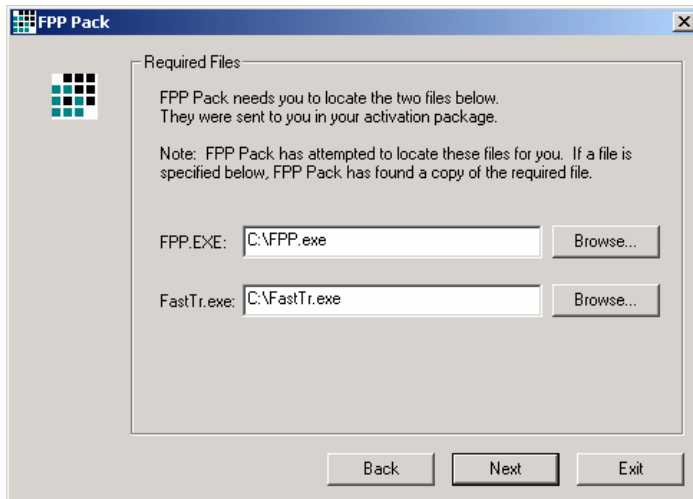 FPP Pack
Required Files
FPP Pack needs you to locate the two files below.
They were sent to you in your activation package.
Note:  FPP Pack has attempted to locate these files for you.  If a file is
specified below, FPP Pack has found a copy of the required file.
FPP.EXE: C:\FPP.exe Browse...
FastTr.exe: C:\FastTr.exe Browse...
Back Next Exit